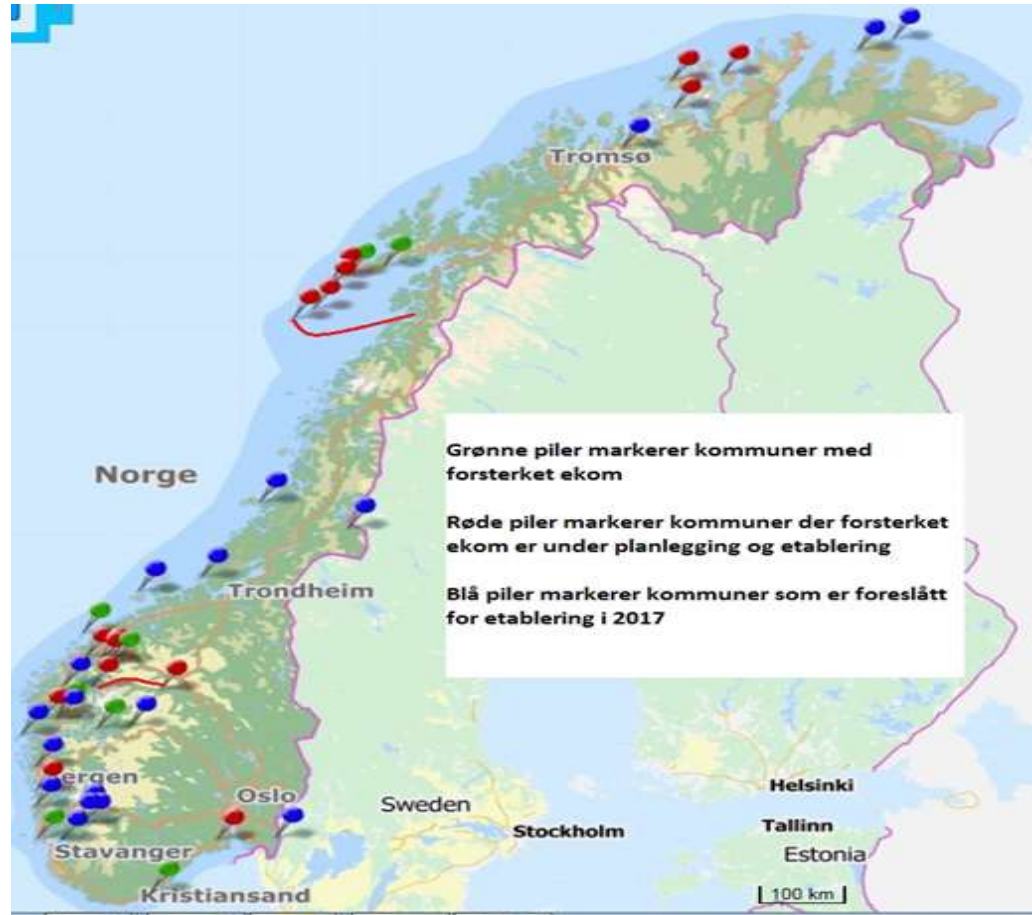 Tromsø
Norge
Grønne piler markerer kommuner med
forsterket ekom
Røde piler markerer kommuner der forsterket
ekom er under planlegging og etablering
Blå piler markerer kommuner som er foreslått
for etablering i 2017
Trondheim
ergen
Oslo
Stavanger
Kristiansand
Sweden
Stockholm
Helsinki
Tallinn
Estonia
100 km